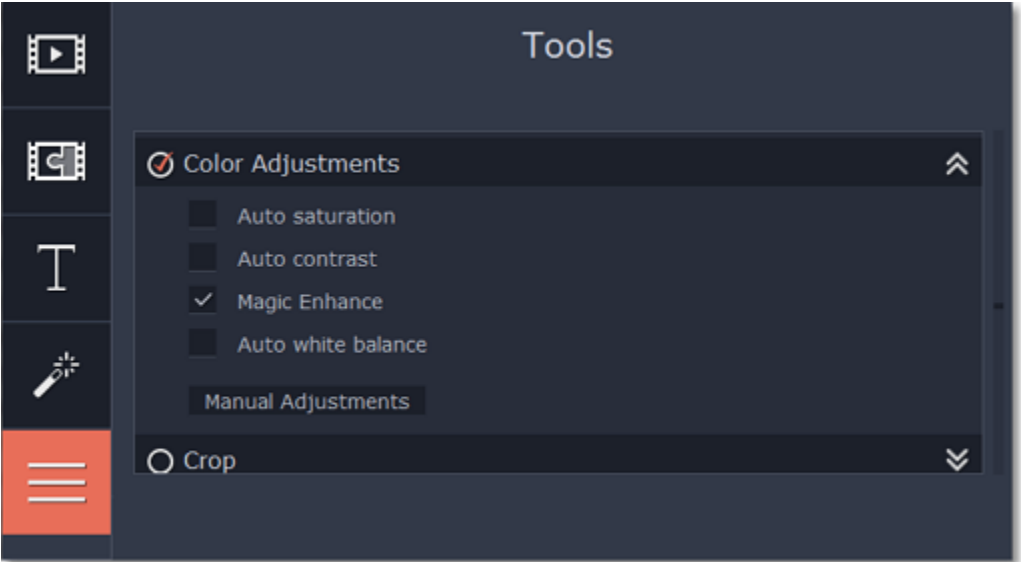 Tools
Color Adjustments
Auto saturation
Auto contrast
Magic Enhance
Auto white balance
Manual Adjustments
Crop